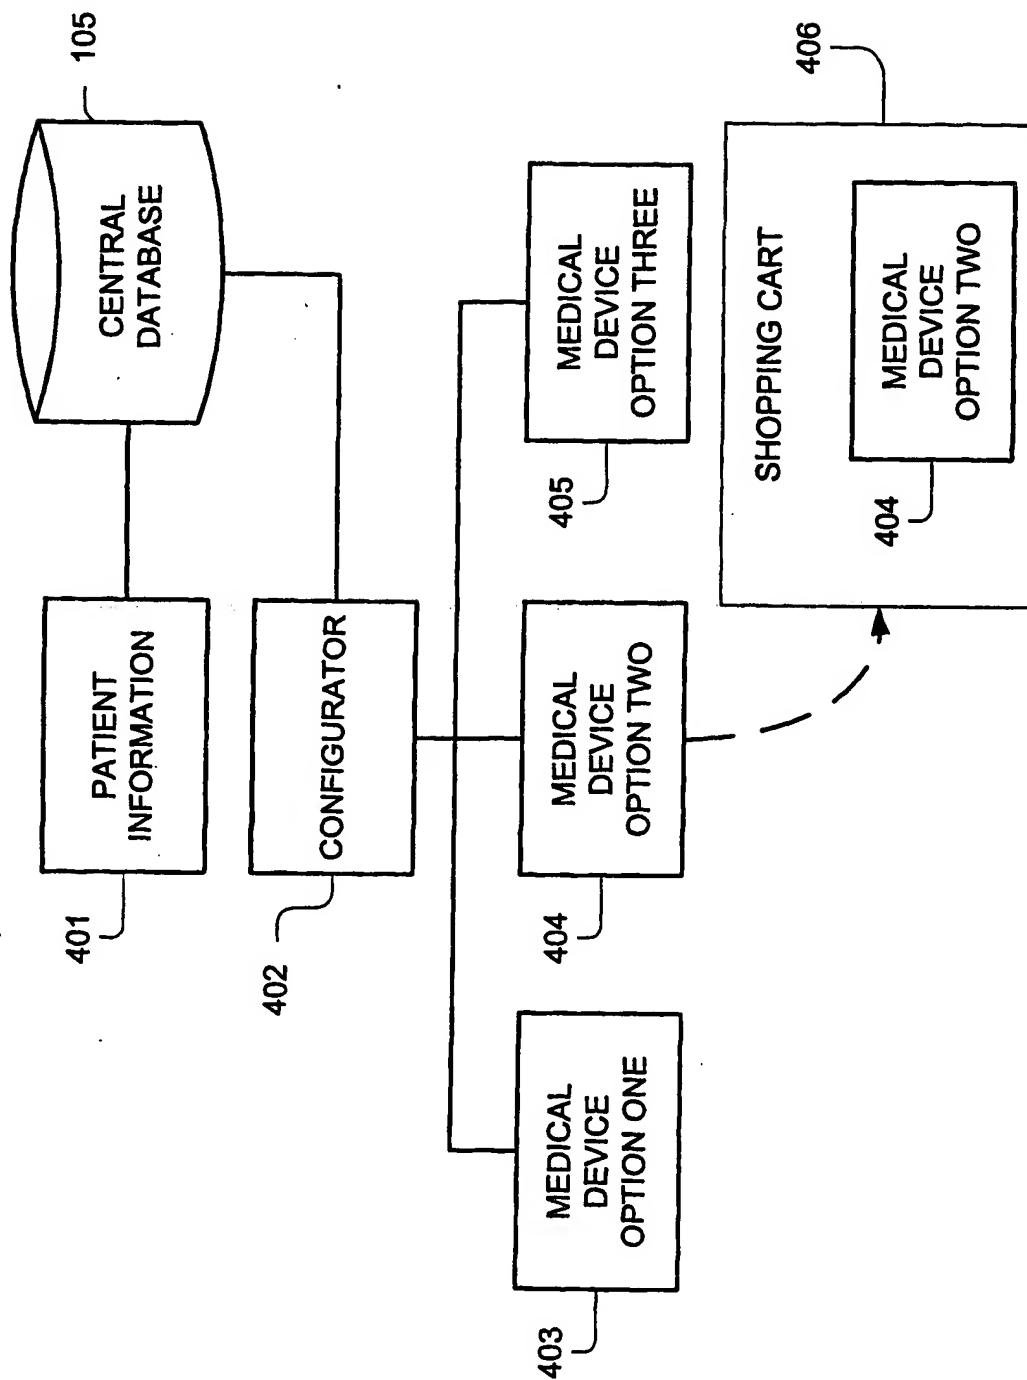 PATIENT
INFORMATION
401
CENTRAL
DATABASE
105
CONFIGURATOR
402
MEDICAL
DEVICE
OPTION ONE
403
MEDICAL
DEVICE
OPTION TWO
404
MEDICAL
DEVICE
OPTION THREE
405
SHOPPING CART
406
MEDICAL
DEVICE
OPTION TWO
404